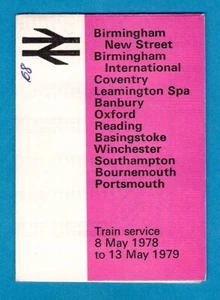 Birmingham
New Street
Birmingham
International
Coventry
Leamington Spa
Banbury
Oxford
Reading
Basingstoke
Winchester
Southampton
Bournemouth
Portsmouth
Train service
8 May 1978
to 13 May 1979